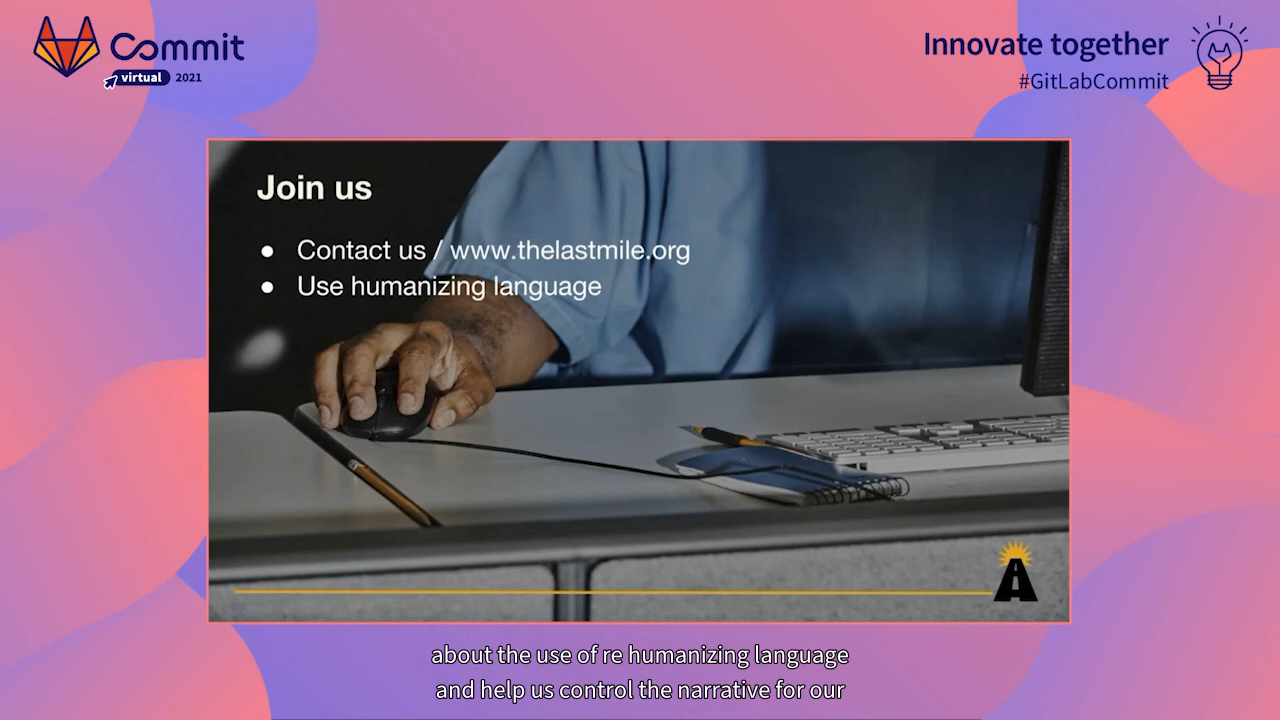 Commit
virtual 2021
Innovate together
#GitLabCommit
Join us
● Contact us / www.thelastmile.org
● Use humanizing language
about the use of re humanizing language
and help us control the narrative for our